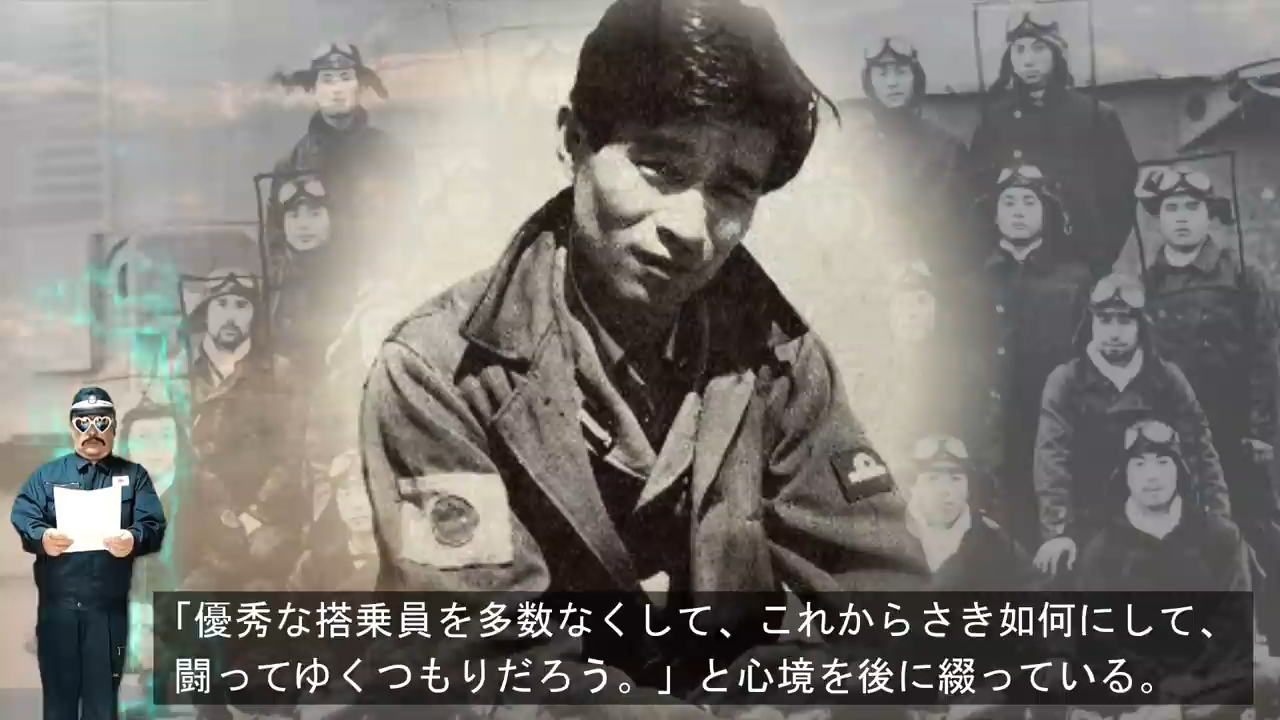 「優秀な搭乗員を多数なくして、これからさき如何にして、
闘ってゆくつもりだろう。」と心境を後に綴っている。